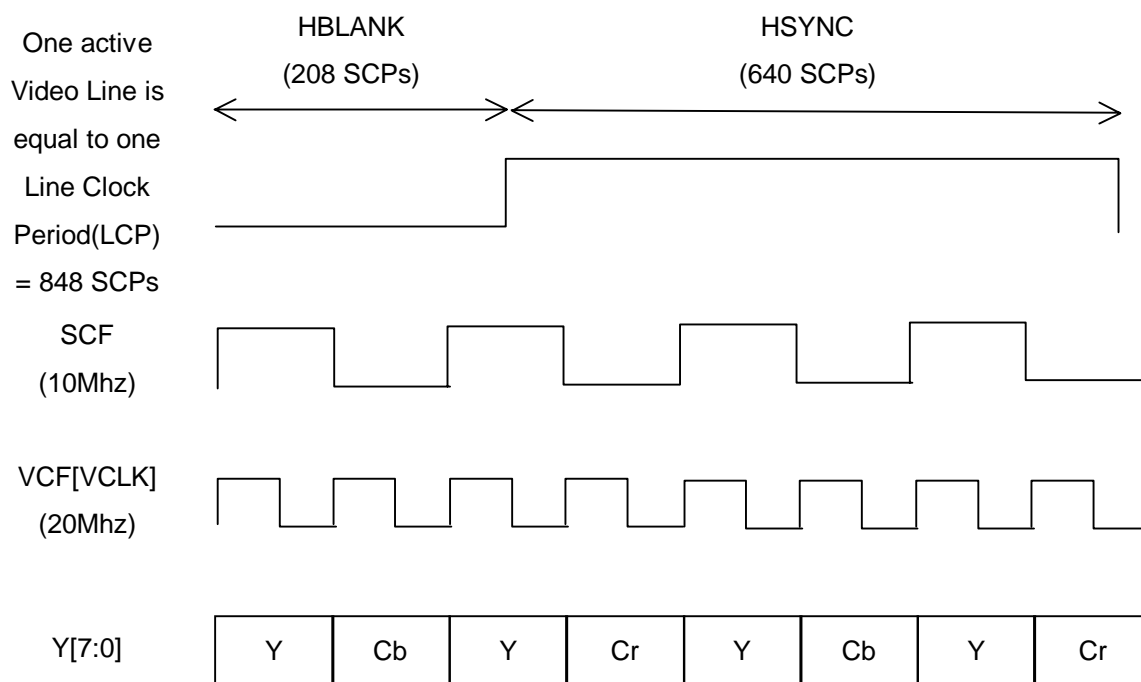 One active
Video Line is
equal to one
Line Clock
Period(LCP)
= 848 SCPs
HBLANK
(208 SCPs)
HSYNC
(640 SCPs)
SCF
(10Mhz)
VCF[VCLK]
(20Mhz)
Y[7:0]
Y Cb Y Cr Y Cb Y Cr